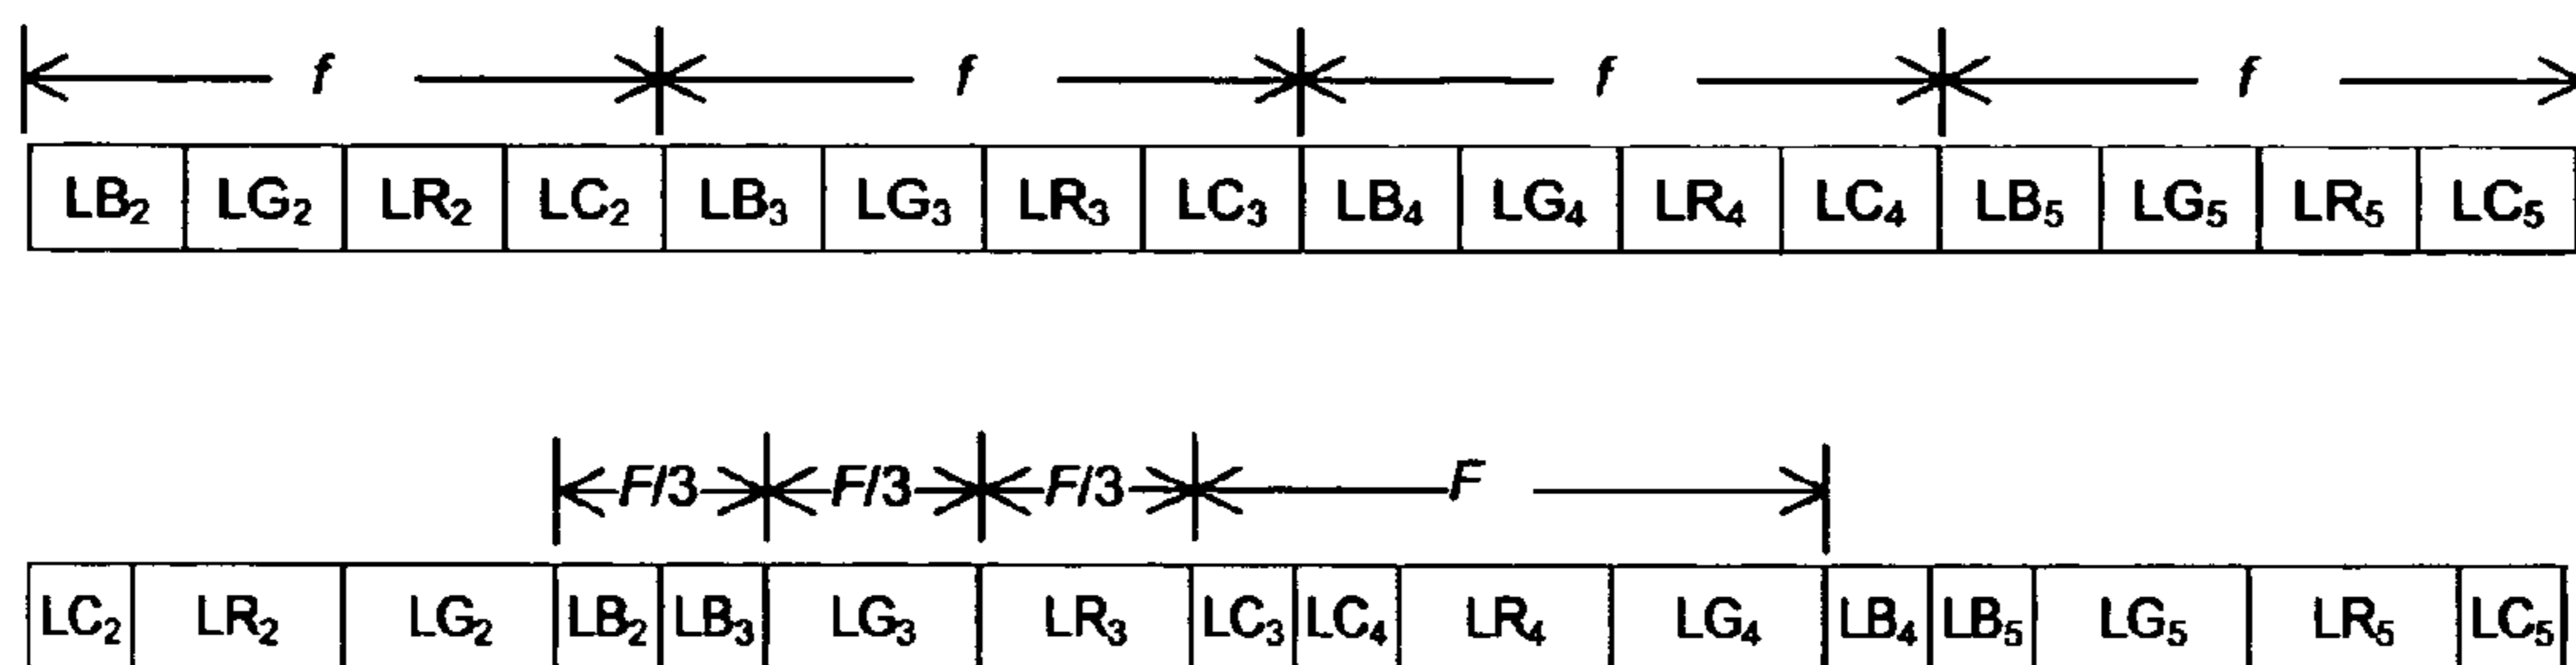 f f f f
LB₂ LG₂ LR₂ LC₂ LB₃ LG₃ LR₃ LC₃ LB₄ LG₄ LR₄ LC₄ LB₅ LG₅ LR₅ LC₅
F/3 F/3 F/3 F
LC₂ LR₂ LG₂ LB₂ LB₃ LG₃ LR₃ LC₃ LC₄ LR₄ LG₄ LB₄ LB₅ LG₅ LR₅ LC₅